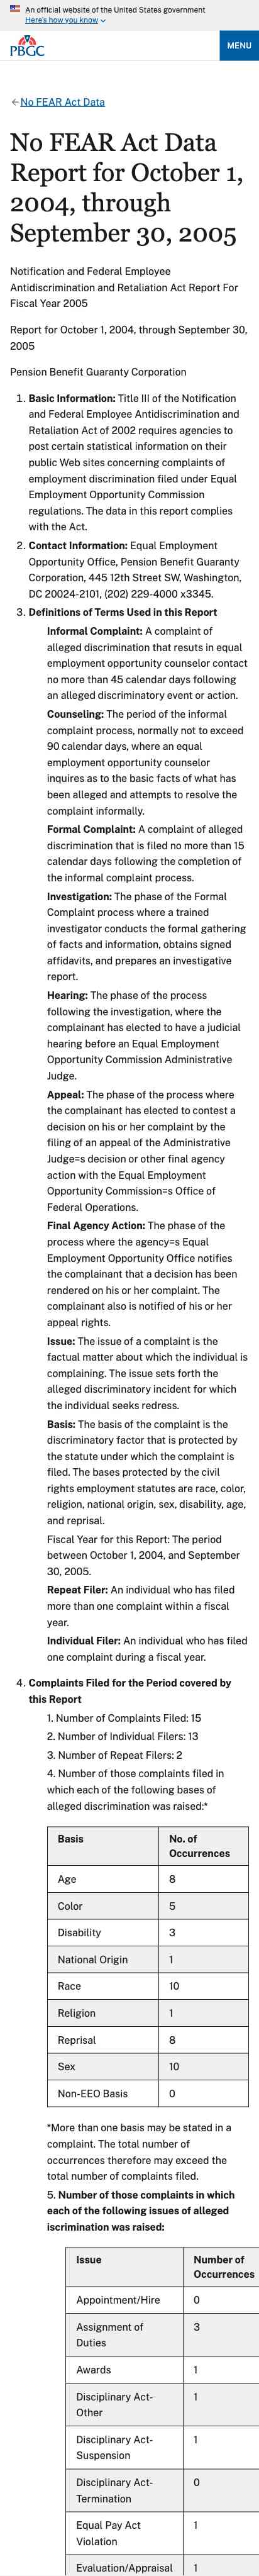 An official website of the United States government
Here's how you know
PBGC
MENU
No FEAR Act Data
No FEAR Act Data
Report for October 1,
2004, through
September 30, 2005
Notification and Federal Employee
Antidiscrimination and Retaliation Act Report For
Fiscal Year 2005
Report for October 1, 2004, through September 30,
2005
Pension Benefit Guaranty Corporation
1. Basic Information: Title III of the Notification
and Federal Employee Antidiscrimination and
Retaliation Act of 2002 requires agencies to
post certain statistical information on their
public Web sites concerning complaints of
employment discrimination filed under Equal
Employment Opportunity Commission
regulations. The data in this report complies
with the Act.
2. Contact Information: Equal Employment
Opportunity Office, Pension Benefit Guaranty
Corporation, 445 12th Street SW, Washington,
DC 20024-2101, (202) 229-4000 x3345.
3. Definitions of Terms Used in this Report
Informal Complaint: A complaint of
alleged discrimination that resuts in equal
employment opportunity counselor contact
no more than 45 calendar days following
an alleged discriminatory event or action.
Counseling: The period of the informal
complaint process, normally not to exceed
90 calendar days, where an equal
employment opportunity counselor
inquires as to the basic facts of what has
been alleged and attempts to resolve the
complaint informally.
Formal Complaint: A complaint of alleged
discrimination that is filed no more than 15
calendar days following the completion of
the informal complaint process.
Investigation: The phase of the Formal
Complaint process where a trained
investigator conducts the formal gathering
of facts and information, obtains signed
affidavits, and prepares an investigative
report.
Hearing: The phase of the process
following the investigation, where the
complainant has elected to have a judicial
hearing before an Equal Employment
Opportunity Commission Administrative
Judge.
Appeal: The phase of the process where
the complainant has elected to contest a
decision on his or her complaint by the
filing of an appeal of the Administrative
Judge=s decision or other final agency
action with the Equal Employment
Opportunity Commission=s Office of
Federal Operations.
Final Agency Action: The phase of the
process where the agency=s Equal
Employment Opportunity Office notifies
the complainant that a decision has been
rendered on his or her complaint. The
complainant also is notified of his or her
appeal rights.
Issue: The issue of a complaint is the
factual matter about which the individual is
complaining. The issue sets forth the
alleged discriminatory incident for which
the individual seeks redress.
Basis: The basis of the complaint is the
discriminatory factor that is protected by
the statute under which the complaint is
filed. The bases protected by the civil
rights employment statutes are race, color,
religion, national origin, sex, disability, age,
and reprisal.
Fiscal Year for this Report: The period
between October 1, 2004, and September
30, 2005.
Repeat Filer: An individual who has filed
more than one complaint within a fiscal
year.
Individual Filer: An individual who has filed
one complaint during a fiscal year.
4. Complaints Filed for the Period covered by
this Report
1. Number of Complaints Filed: 15
2. Number of Individual Filers: 13
3. Number of Repeat Filers: 2
4. Number of those complaints filed in
which each of the following bases of
alleged discrimination was raised:*
Basis No. of
Occurrences
Age 8
Color 5
Disability 3
National Origin 1
Race 10
Religion 1
Reprisal 8
Sex 10
Non-EEO Basis 0
*More than one basis may be stated in a
complaint. The total number of
occurrences therefore may exceed the
total number of complaints filed.
5. Number of those complaints in which
each of the following issues of alleged
iscrimination was raised:
Issue Number of
Occurrences
Appointment/Hire 0
Assignment of 3
Duties
Awards 1
Disciplinary Act- 1
Other
Disciplinary Act- 1
Suspension
Disciplinary Act- 0
Termination
Equal Pay Act 1
Violation
Evaluation/Appraisal 1